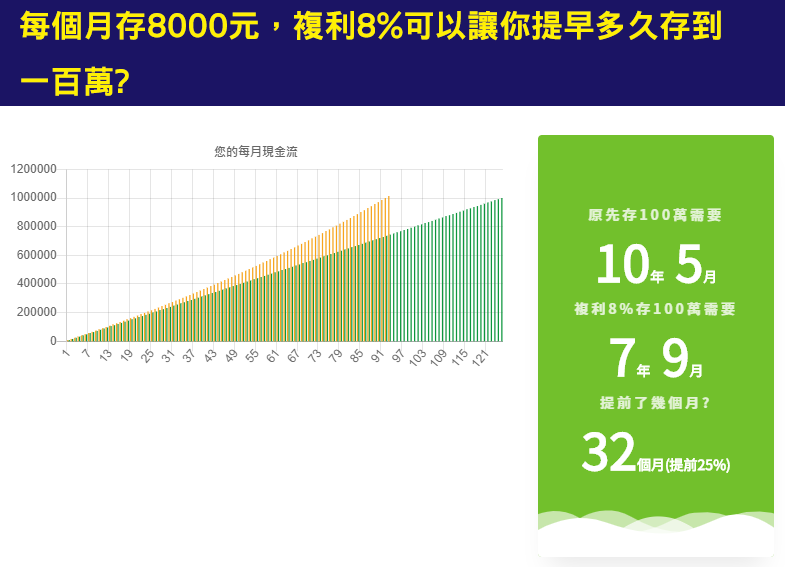 每個月存8000元，複利8%可以讓你提早多久存到
一百萬?
您的每月現金流
1200000
1000000
800000
600000
400000
200000
0
1 7 13 19 25 31 37 43 49 55 61 67 73 79 85 91 97 103 109 115 121
原先存100萬需要
10年 5月
複利8%存100萬需要
7年 9月
提前了幾個月?
32個月(提前25%)